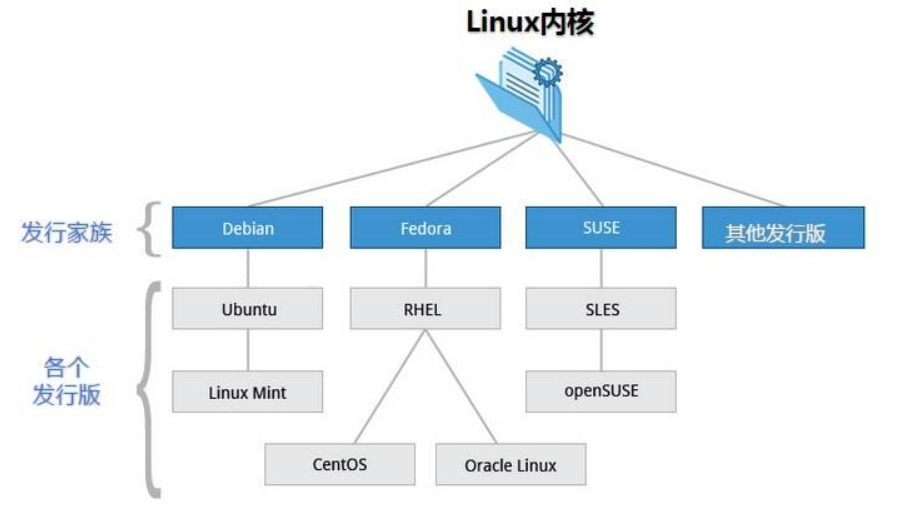 Linux内核
发行家族
Debian
Fedora
SUSE
其他发行版
各个
发行版
Ubuntu
RHEL
SLES
Linux Mint
openSUSE
CentOS
Oracle Linux